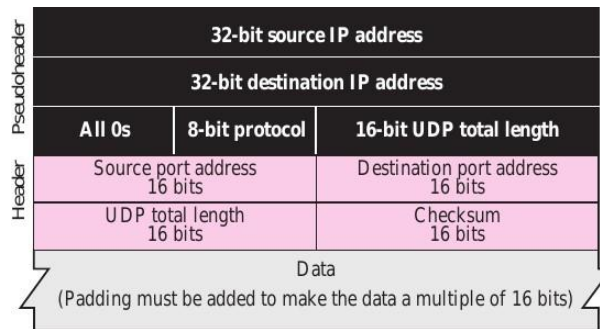 Pseudoheader
32-bit source IP address
32-bit destination IP address
All 0s 8-bit protocol 16-bit UDP total length
Header
Source port address Destination port address
16 bits 16 bits
UDP total length Checksum
16 bits 16 bits
Data
(Padding must be added to make the data a multiple of 16 bits)